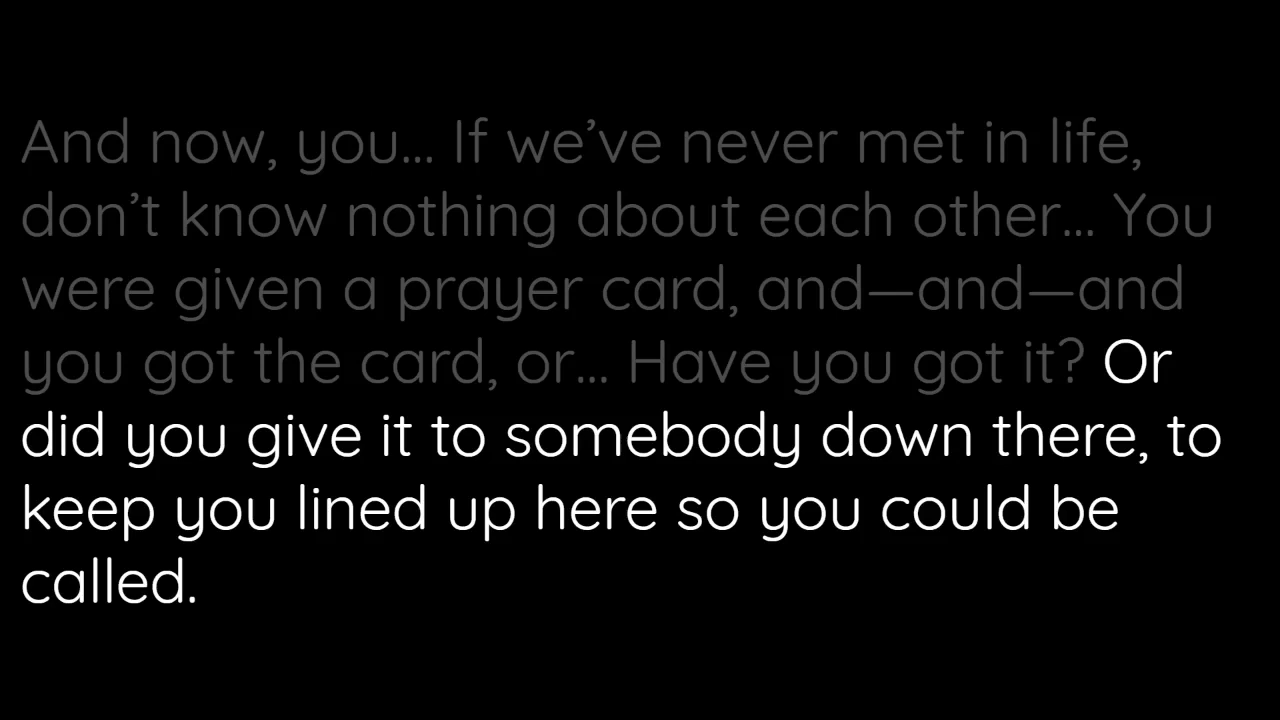 And now, you... If we’ve never met in life,
don’t know nothing about each other... You
were given a prayer card, and—and—and
you got the card, or... Have you got it? Or
did you give it to somebody down there, to
keep you lined up here so you could be
called.